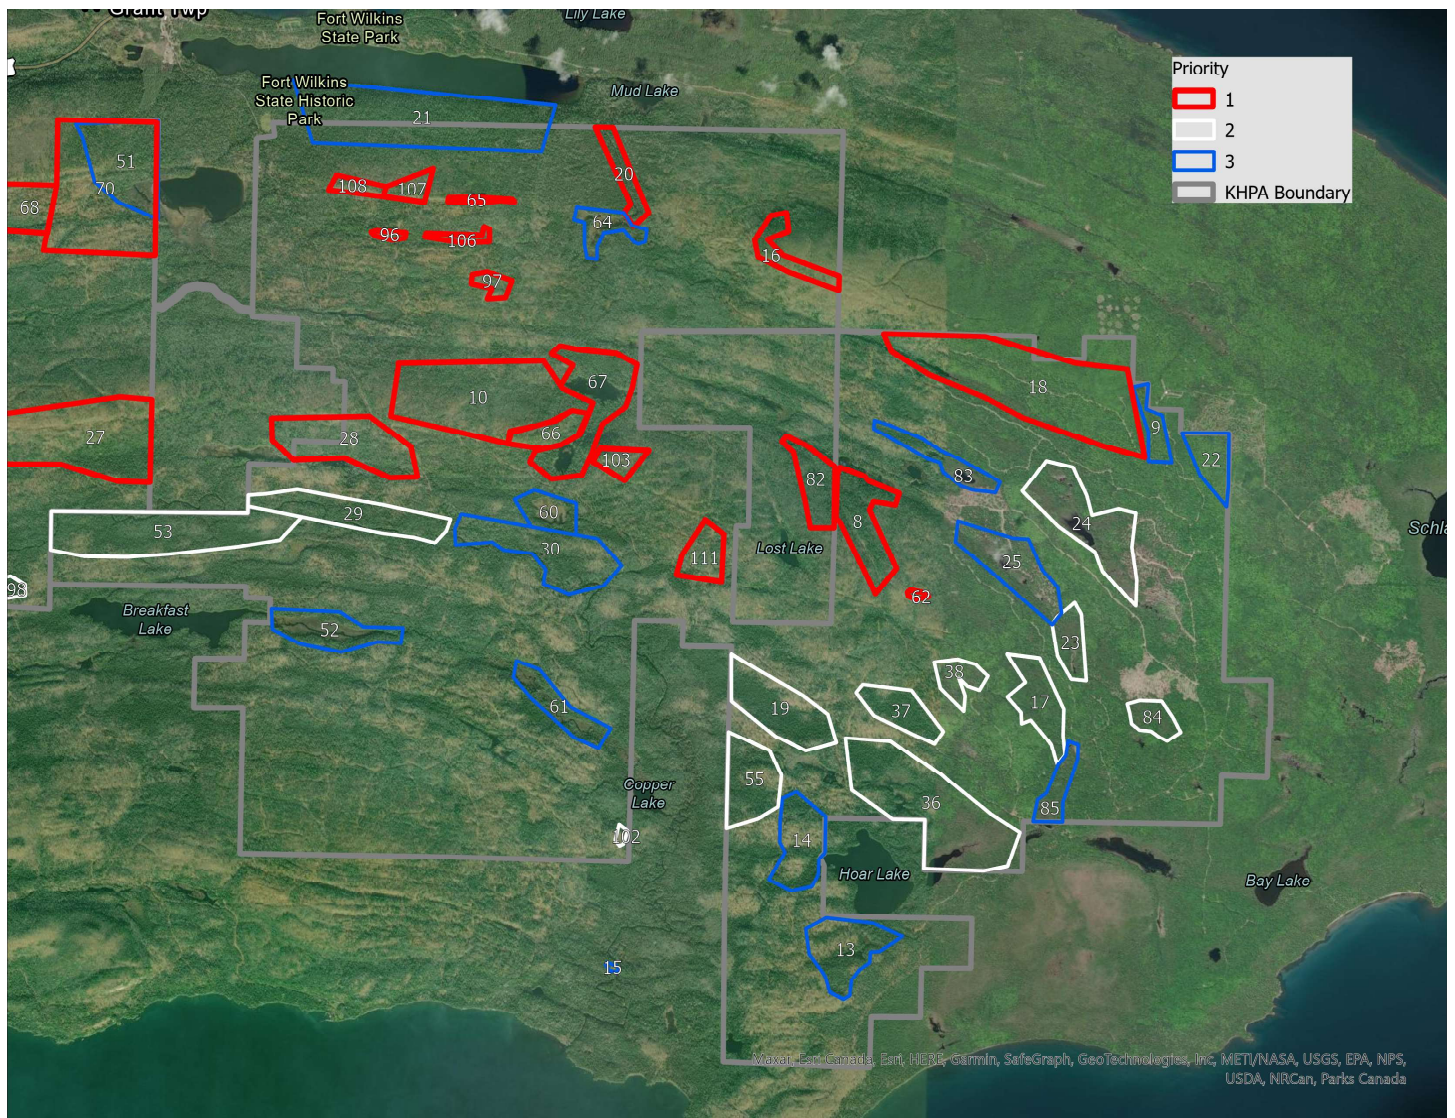 Grant Twp
Fort Wilkins
State Park
Lily Lake
Fort Wilkins
State Historic
Park
Mud Lake
Priority
1
2
3
KHPA Boundary
21
51
70
68
108
107
65
20
64
96
106
97
16
10
67
18
66
28
27
103
9
22
82
83
8
24
60
29
53
30
111
Lost Lake
25
62
98
Breakfast
Lake
52
23
38
17
61
19
37
84
55
Copper
Lake
36
85
102
14
Hoar Lake
Bay Lake
13
15
Schla
Maxar, Esri Canada, Esri, HERE, Garmin, SafeGraph, GeoTechnologies, Inc, METI/NASA, USGS, EPA, NPS,
USDA, NRCan, Parks Canada